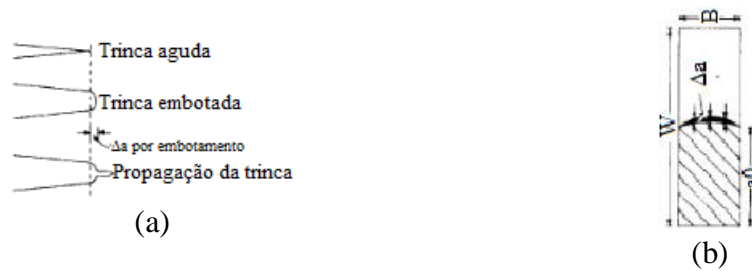 Trinca aguda
Trinca embotada
Δa por embotamento
Propagação da trinca
(a)
B
Δa
W
(b)